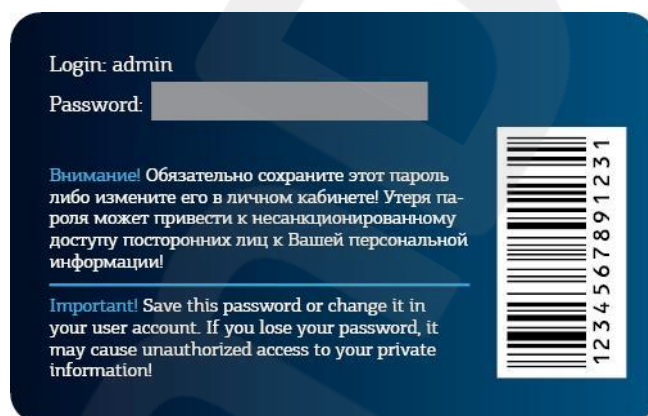 Login: admin
Password:
Внимание! Обязательно сохраните этот пароль
либо измените его в личном кабинете! Утеря па-
роля может привести к несанкционированному
доступу посторонних лиц к Вашей персональной
информации!
Important! Save this password or change it in
your user account. If you lose your password, it
may cause unauthorized access to your private
information!
1234567891231